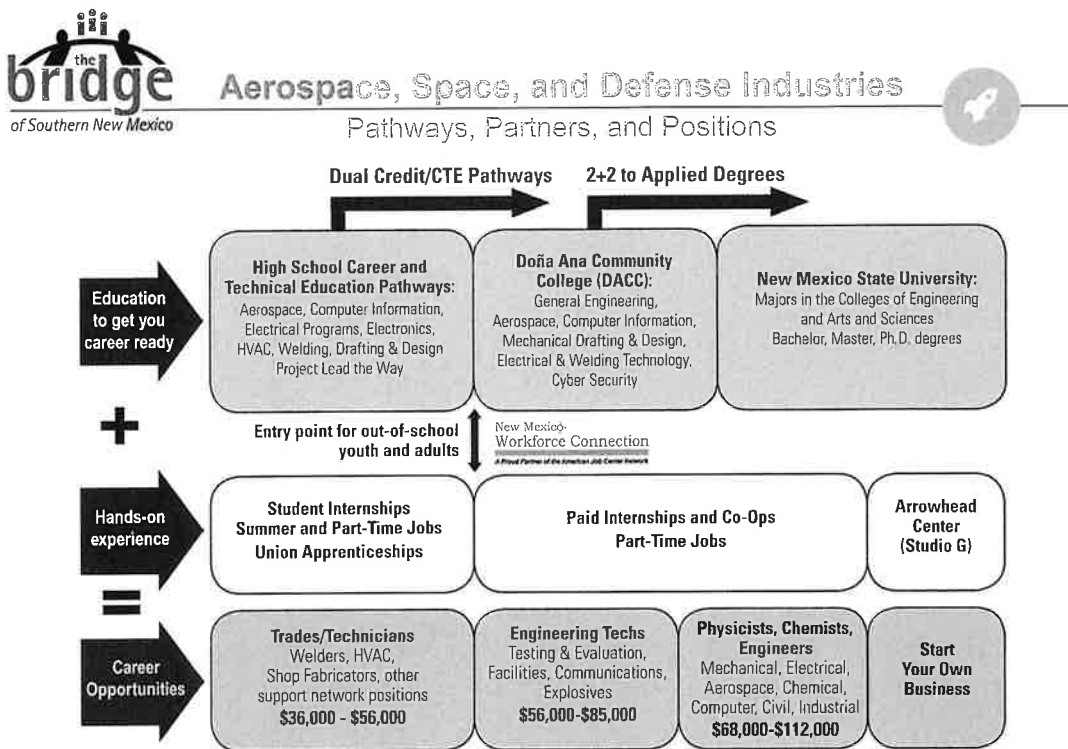 the
bridge
of Southern New Mexico
Aerospace, Space, and Defense Industries
Pathways, Partners, and Positions
Dual Credit/CTE Pathways
2+2 to Applied Degrees
Education
to get you
career ready
High School Career and
Technical Education Pathways:
Aerospace, Computer Information,
Electrical Programs, Electronics,
HVAC, Welding, Drafting & Design
Project Lead the Way
Doña Ana Community
College (DACC):
General Engineering,
Aerospace, Computer Information,
Mechanical Drafting & Design,
Electrical & Welding Technology,
Cyber Security
New Mexico State University:
Majors in the Colleges of Engineering
and Arts and Sciences
Bachelor, Master, Ph.D. degrees
+
Entry point for out-of-school
youth and adults
New Mexico
Workforce Connection
A Proud Partner of the American Job Center Network
Hands-on
experience
Student Internships
Summer and Part-Time Jobs
Union Apprenticeships
Paid Internships and Co-Ops
Part-Time Jobs
Arrowhead
Center
(Studio G)
=
Career
Opportunities
Trades/Technicians
Welders, HVAC,
Shop Fabricators, other
support network positions
$36,000 - $56,000
Engineering Techs
Testing & Evaluation,
Facilities, Communications,
Explosives
$56,000-$85,000
Physicists, Chemists,
Engineers
Mechanical, Electrical,
Aerospace, Chemical,
Computer, Civil, Industrial
$68,000-$112,000
Start
Your Own
Business